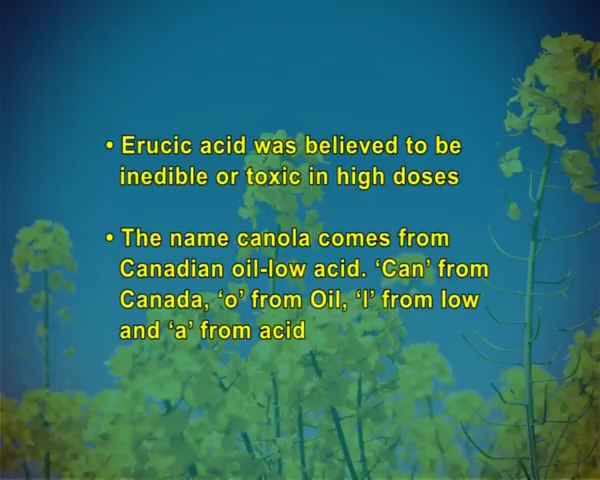 • Erucic acid was believed to be
inedible or toxic in high doses
• The name canola comes from
Canadian oil-low acid. ‘Can’ from
Canada, ‘o’ from Oil, ‘l’ from low
and ‘a’ from acid